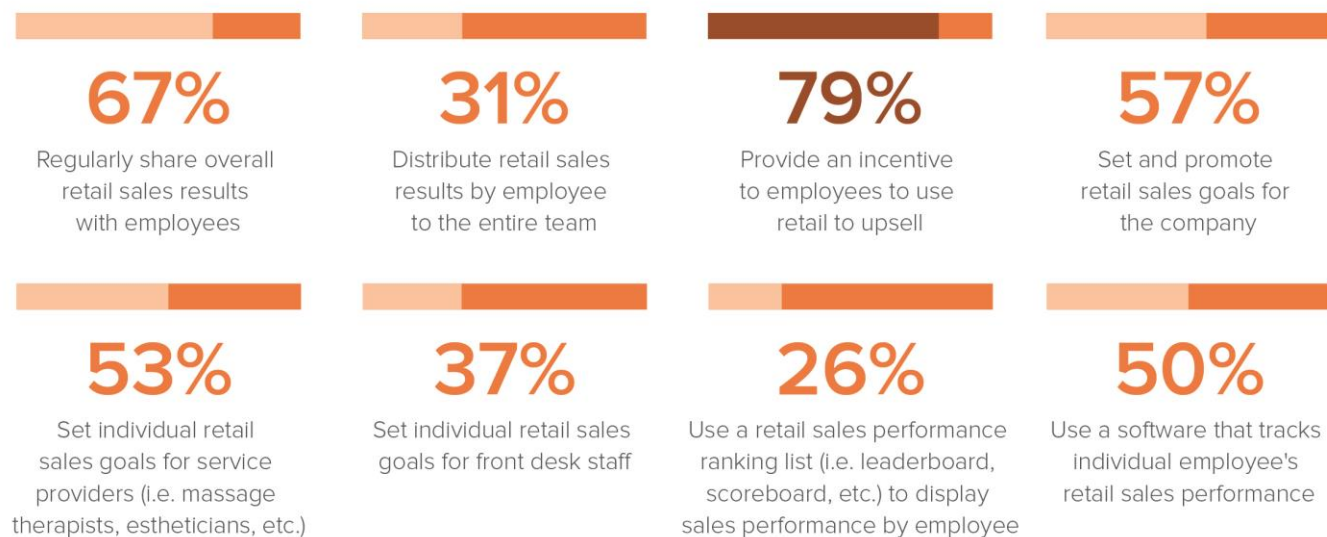 67%
Regularly share overall
retail sales results
with employees
31%
Distribute retail sales
results by employee
to the entire team
79%
Provide an incentive
to employees to use
retail to upsell
57%
Set and promote
retail sales goals for
the company
53%
Set individual retail
sales goals for service
providers (i.e. massage
therapists, estheticians, etc.)
37%
Set individual retail sales
goals for front desk staff
26%
Use a retail sales performance
ranking list (i.e. leaderboard,
scoreboard, etc.) to display
sales performance by employee
50%
Use a software that tracks
individual employee's
retail sales performance